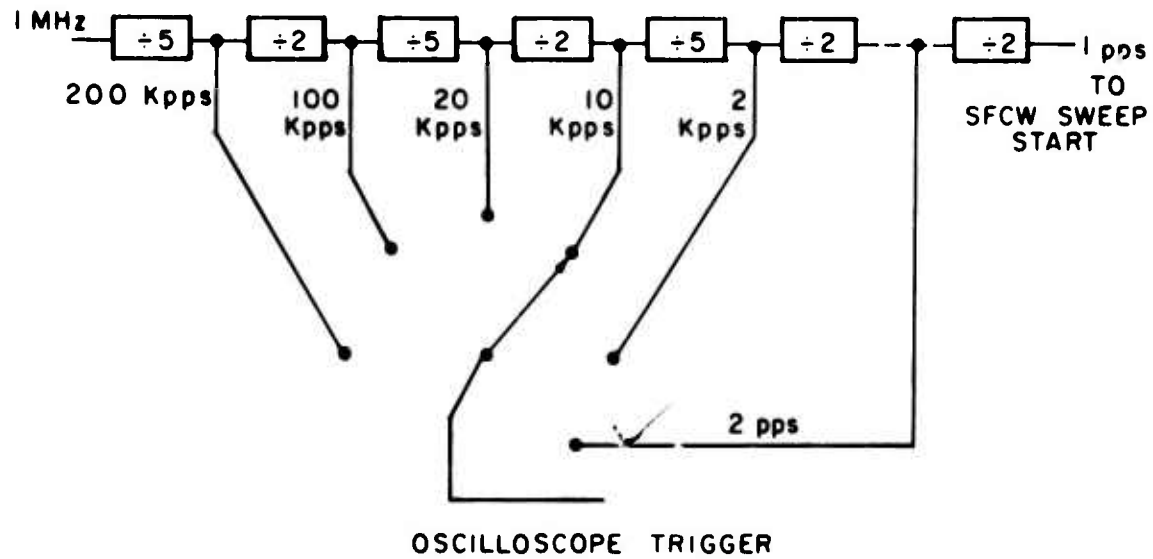 1 MHz ÷5 ÷2 ÷5 ÷2 ÷5 ÷2 ÷2 1 pps
TO
SFCW SWEEP
START
200 Kpps
100
Kpps
20
Kpps
10
Kpps
2
Kpps
2 pps
OSCILLOSCOPE TRIGGER